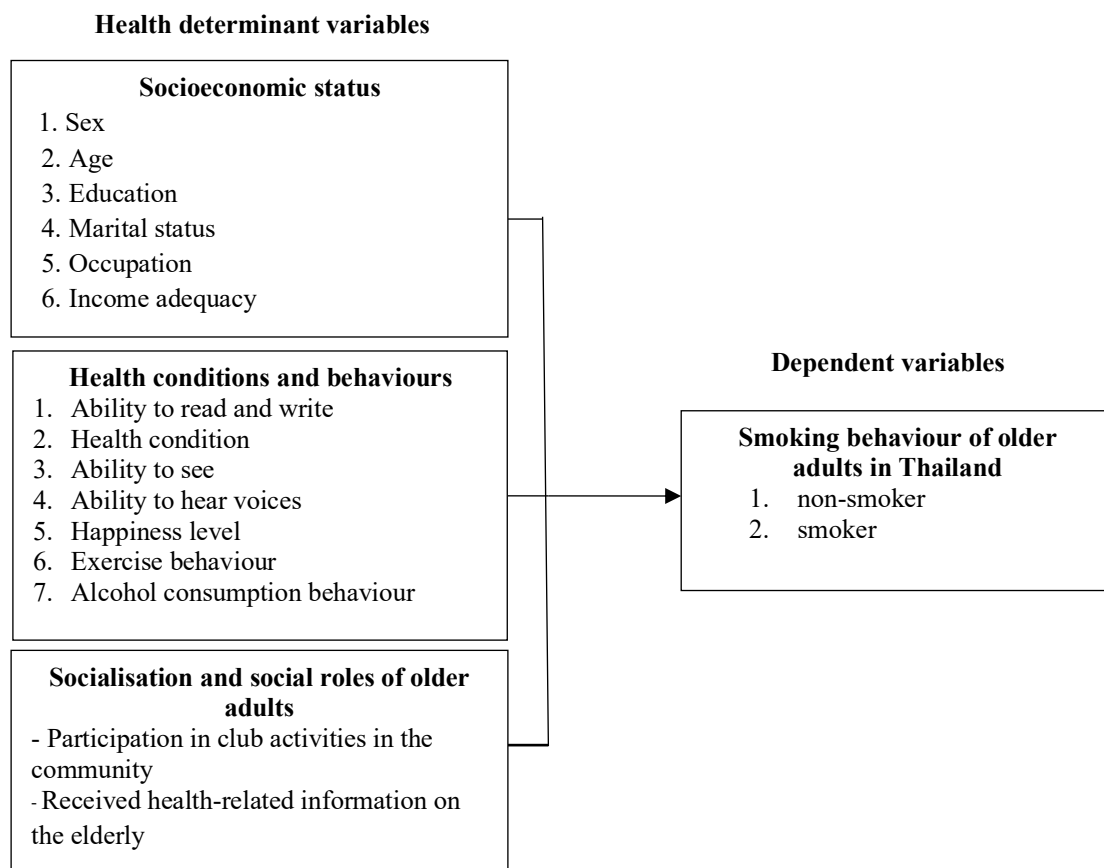 Health determinant variables
Socioeconomic status
1. Sex
2. Age
3. Education
4. Marital status
5. Occupation
6. Income adequacy
Health conditions and behaviours
1. Ability to read and write
2. Health condition
3. Ability to see
4. Ability to hear voices
5. Happiness level
6. Exercise behaviour
7. Alcohol consumption behaviour
Socialisation and social roles of older
adults
- Participation in club activities in the
community
- Received health-related information on
the elderly
Dependent variables
Smoking behaviour of older
adults in Thailand
1. non-smoker
2. smoker